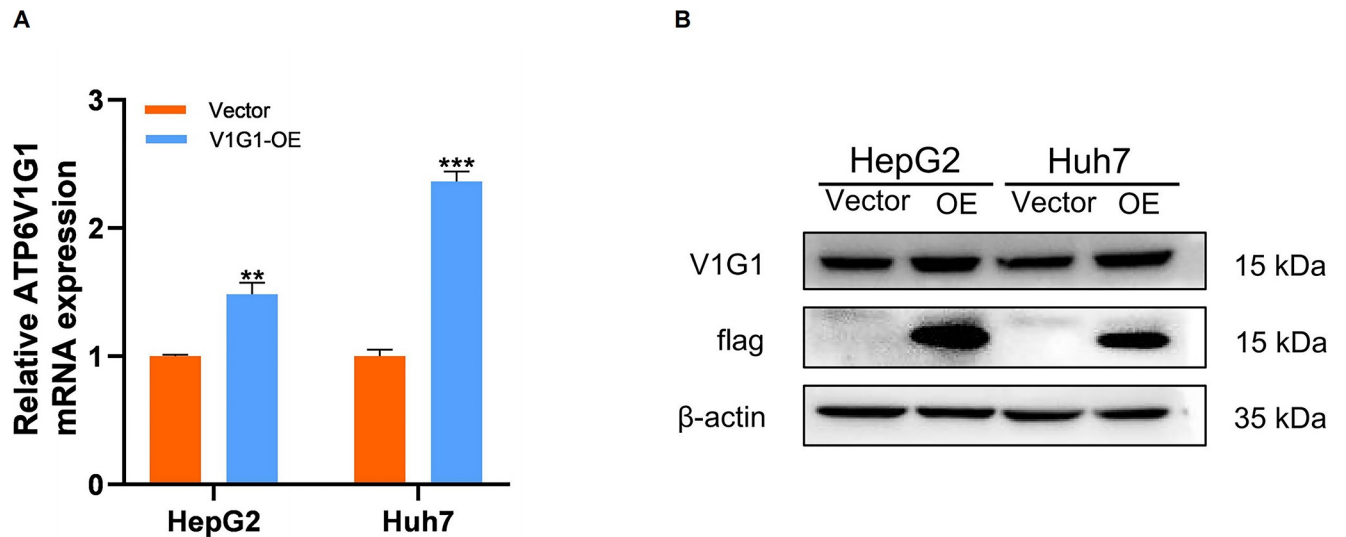 A
B
3
2
1
0
Relative ATP6V1G1
mRNA expression
Vector
V1G1-OE
**
***
HepG2
Huh7
HepG2
Huh7
Vector
OE
Vector
OE
V1G1
15 kDa
flag
15 kDa
β-actin
35 kDa